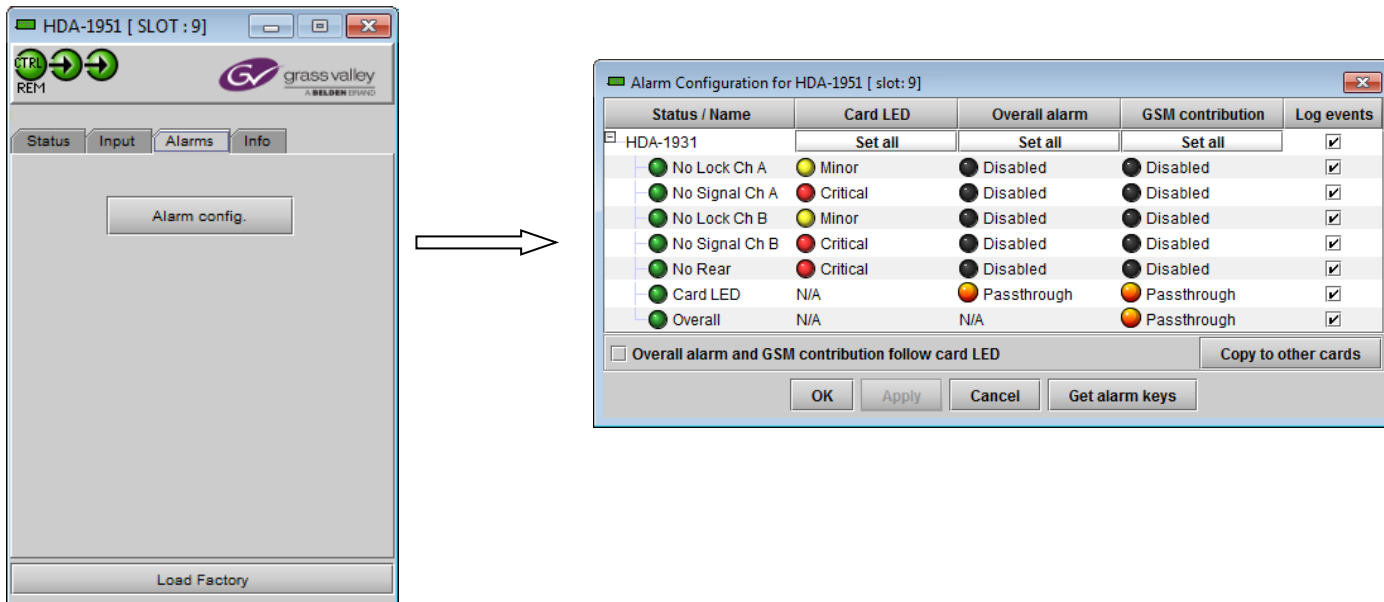 HDA-1951 [ SLOT : 9]
CTRL
REM
grass valley
A BELDEN BRAND
Status Input Alarms Info
Alarm config.
Load Factory
Alarm Configuration for HDA-1951 [ slot: 9]
Status / Name Card LED Overall alarm GSM contribution Log events
HDA-1931 Set all Set all Set all
No Lock Ch A Minor Disabled Disabled
No Signal Ch A Critical Disabled Disabled
No Lock Ch B Minor Disabled Disabled
No Signal Ch B Critical Disabled Disabled
No Rear Critical Disabled Disabled
Card LED N/A Passthrough Passthrough
Overall N/A N/A Passthrough
Overall alarm and GSM contribution follow card LED Copy to other cards
OK Apply Cancel Get alarm keys